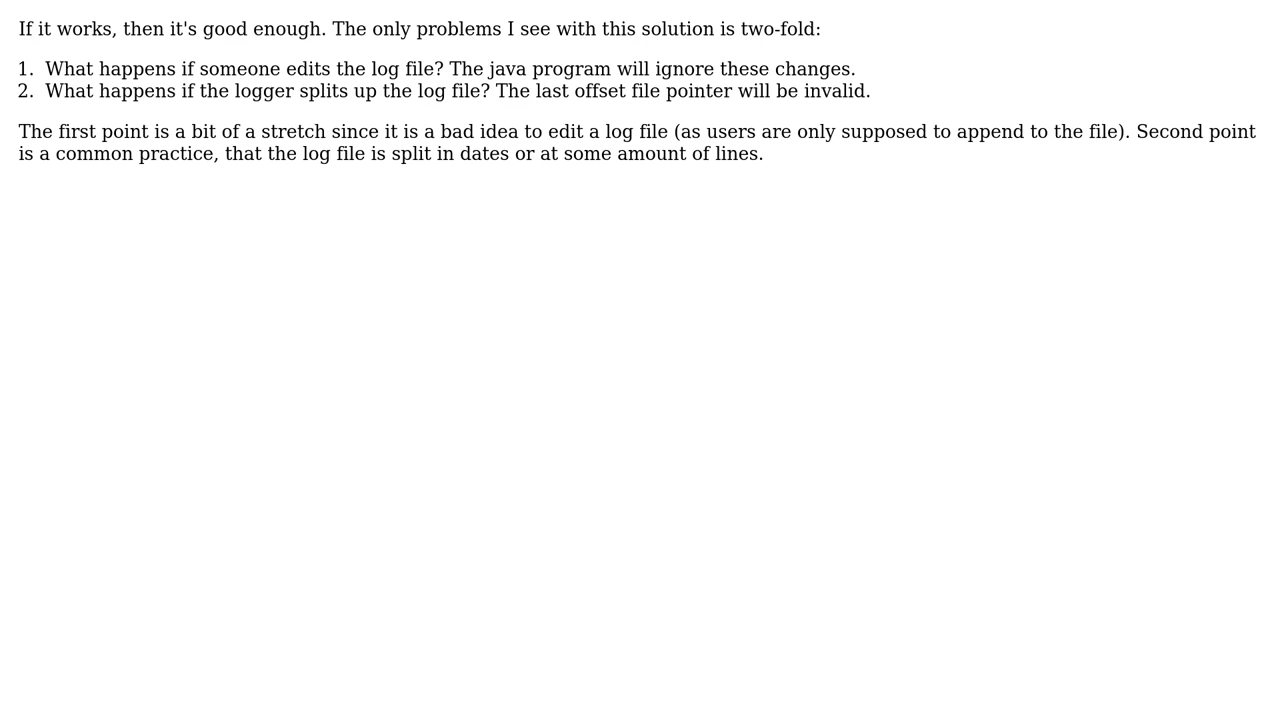 If it works, then it's good enough. The only problems I see with this solution is two-fold:
1. What happens if someone edits the log file? The java program will ignore these changes.
2. What happens if the logger splits up the log file? The last offset file pointer will be invalid.
The first point is a bit of a stretch since it is a bad idea to edit a log file (as users are only supposed to append to the file). Second point
is a common practice, that the log file is split in dates or at some amount of lines.